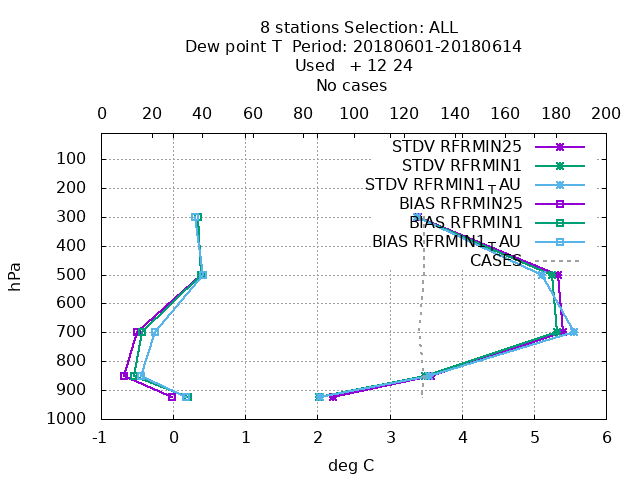 8 stations Selection: ALL
Dew point T  Period: 20180601-20180614
Used   + 12 24
No cases
0 20 40 60 80 100 120 140 160 180 200
STDV RFRMIN25
STDV RFRMIN1
STDV RFRMIN1_TAU
BIAS RFRMIN25
BIAS RFRMIN1
BIAS RFRMIN1_TAU
CASES
100
200
300
400
500
600
700
800
900
1000
hPa
-1 0 1 2 3 4 5 6
deg C